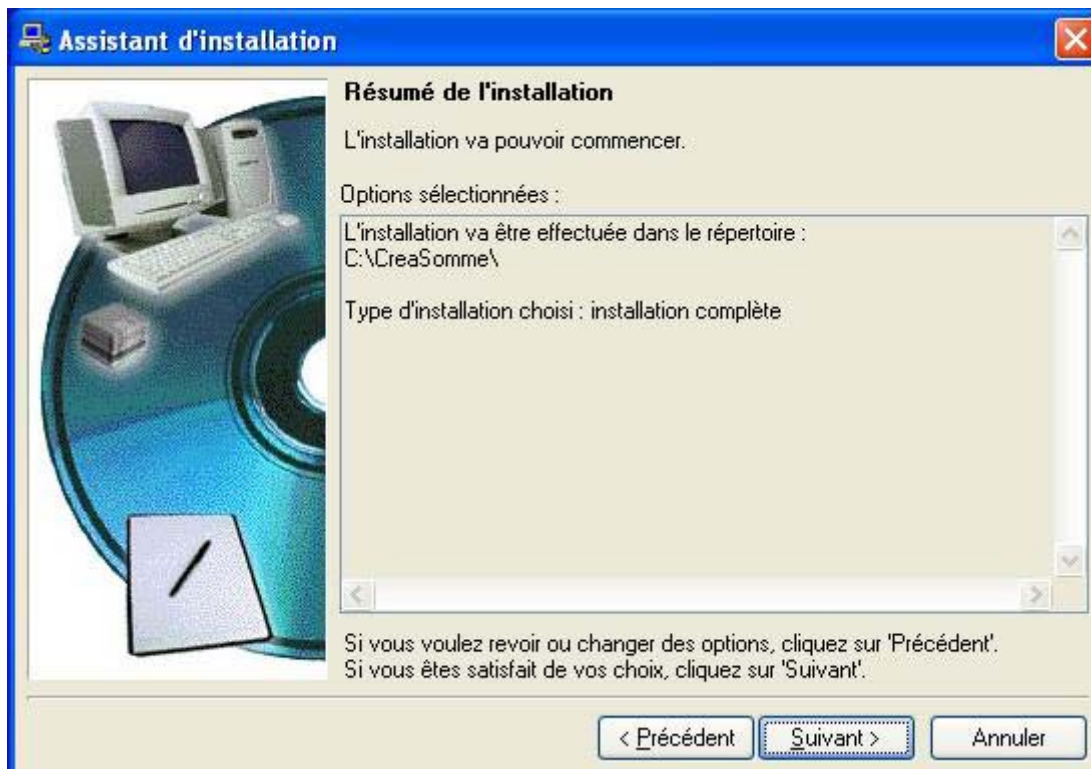 Assistant d'installation
Résumé de l'installation
L'installation va pouvoir commencer.
Options sélectionnées :
L'installation va être effectuée dans le répertoire :
C:\CreaSomme\
Type d'installation choisi : installation complète
Si vous voulez revoir ou changer des options, cliquez sur 'Précédent'.
Si vous êtes satisfait de vos choix, cliquez sur 'Suivant'.
< Précédent
Suivant >
Annuler